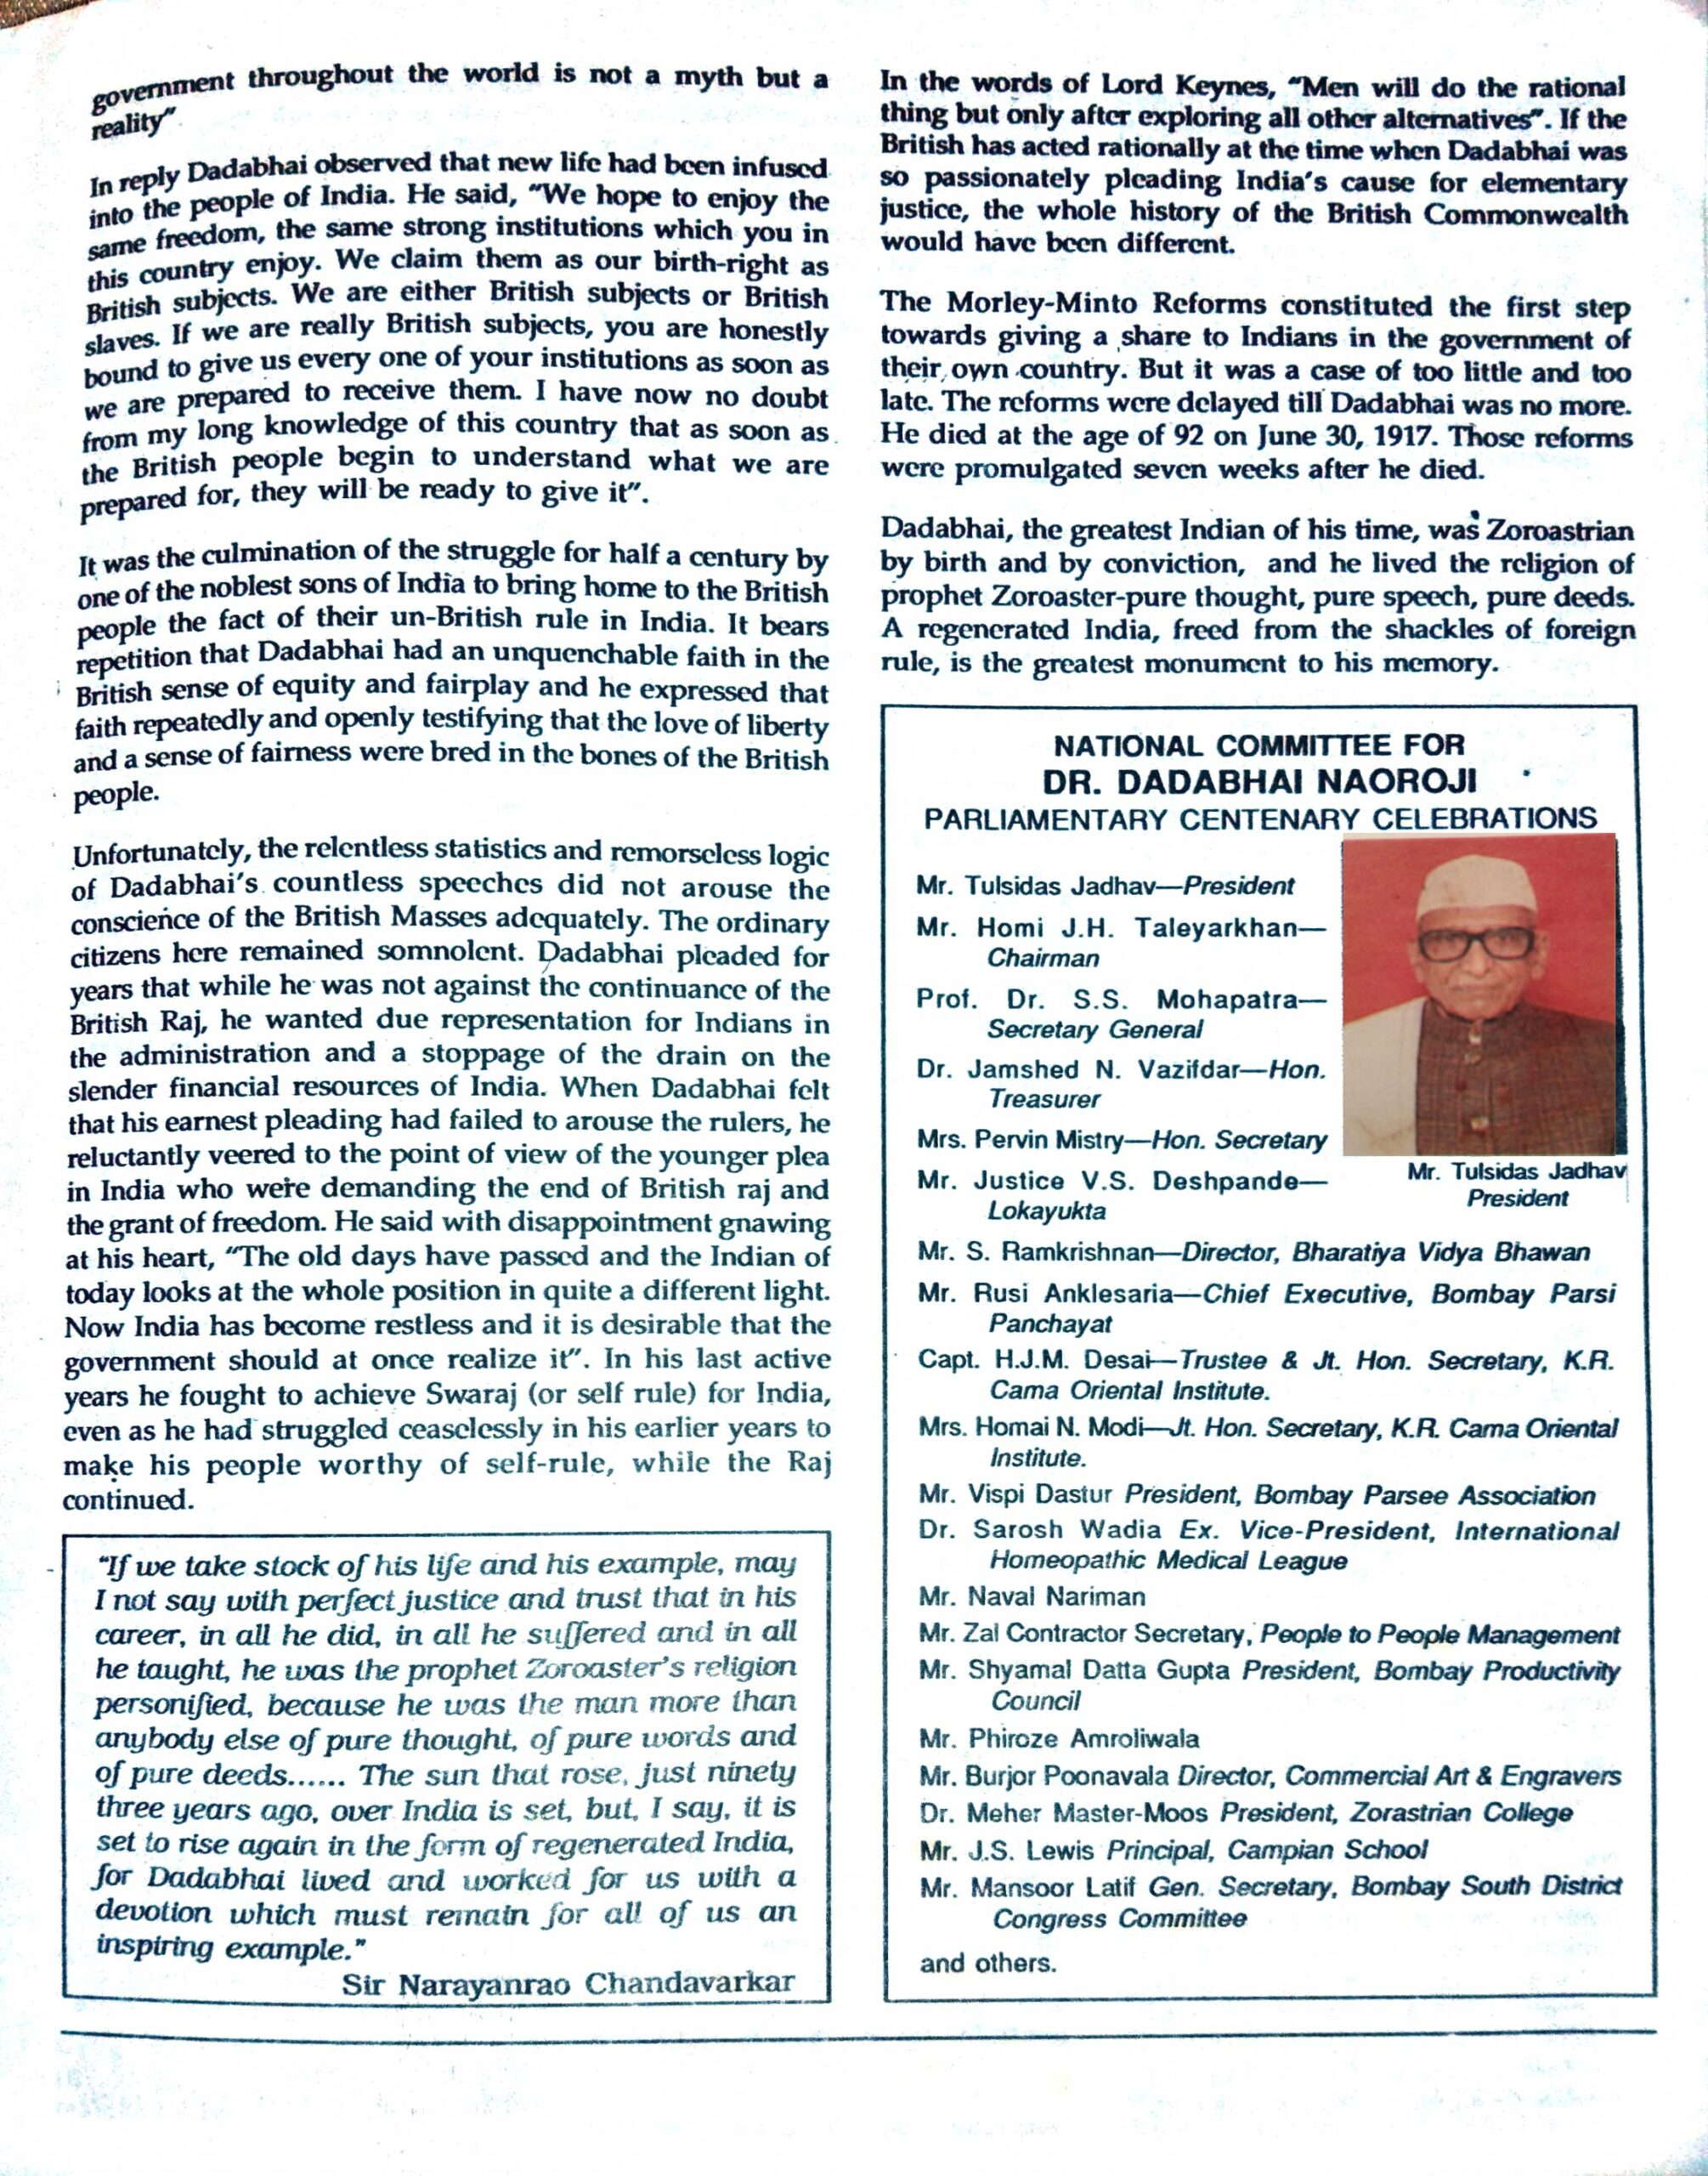 government throughout the world is not a myth but a
reality"
In reply Dadabhai observed that new life had been infused
into the people of India. He said, "We hope to enjoy the
same freedom, the same strong institutions which you in
this country enjoy. We claim them as our birth-right as
British subjects. We are either British subjects or British
slaves. If we are really British subjects, you are honestly
bound to give us every one of your institutions as soon as
we are prepared to receive them. I have now no doubt
from my long knowledge of this country that as soon as
the British people begin to understand what we are
prepared for, they will be ready to give it".
It was the culmination of the struggle for half a century by
one of the noblest sons of India to bring home to the British
people the fact of their un-British rule in India. It bears
repetition that Dadabhai had an unquenchable faith in the
British sense of equity and fairplay and he expressed that
faith repeatedly and openly testifying that the love of liberty
and a sense of fairness were bred in the bones of the British
people.
Unfortunately, the relentless statistics and remorseless logic
of Dadabhai's countless speeches did not arouse the
conscience of the British Masses adequately. The ordinary
citizens here remained somnolent. Dadabhai pleaded for
years that while he was not against the continuance of the
British Raj, he wanted due representation for Indians in
the administration and a stoppage of the drain on the
slender financial resources of India. When Dadabhai felt
that his earnest pleading had failed to arouse the rulers, he
reluctantly veered to the point of view of the younger plea
in India who were demanding the end of British raj and
the grant of freedom. He said with disappointment gnawing
at his heart, "The old days have passed and the Indian of
today looks at the whole position in quite a different light.
Now India has become restless and it is desirable that the
government should at once realize it". In his last active
years he fought to achieve Swaraj (or self rule) for India,
even as he had struggled ceaselessly in his earlier years to
make his people worthy of self-rule, while the Raj
continued.
"If we take stock of his life and his example, may
I not say with perfect justice and trust that in his
career, in all he did, in all he suffered and in all
he taught, he was the prophet Zoroaster's religion
personified, because he was the man more than
anybody else of pure thought, of pure words and
of pure deeds...... The sun that rose, just ninety
three years ago, over India is set, but, I say, it is
set to rise again in the form of regenerated India,
for Dadabhai lived and worked for us with a
devotion which must remain for all of us an
inspiring example."
Sir Narayanrao Chandavarkar
In the words of Lord Keynes, "Men will do the rational
thing but only after exploring all other alternatives". If the
British has acted rationally at the time when Dadabhai was
so passionately pleading India's cause for elementary
justice, the whole history of the British Commonwealth
would have been different.
The Morley-Minto Reforms constituted the first step
towards giving a share to Indians in the government of
their own country. But it was a case of too little and too
late. The reforms were delayed till Dadabhai was no more.
He died at the age of 92 on June 30, 1917. Those reforms
were promulgated seven weeks after he died.
Dadabhai, the greatest Indian of his time, was Zoroastrian
by birth and by conviction, and he lived the religion of
prophet Zoroaster-pure thought, pure speech, pure deeds.
A regenerated India, freed from the shackles of foreign
rule, is the greatest monument to his memory.
NATIONAL COMMITTEE FOR
DR. DADABHAI NAOROJI
PARLIAMENTARY CENTENARY CELEBRATIONS
Mr. Tulsidas Jadhav—President
Mr. Homi J.H. Taleyarkhan—
Chairman
Prof. Dr. S.S. Mohapatra—
Secretary General
Dr. Jamshed N. Vazifdar—Hon.
Treasurer
Mrs. Pervin Mistry—Hon. Secretary
Mr. Justice V.S. Deshpande—
Lokayukta
Mr. Tulsidas Jadhav
President
Mr. S. Ramkrishnan—Director, Bharatiya Vidya Bhawan
Mr. Rusi Anklesaria—Chief Executive, Bombay Parsi
Panchayat
Capt. H.J.M. Desai—Trustee & Jt. Hon. Secretary, K.R.
Cama Oriental Institute.
Mrs. Homai N. Modi—Jt. Hon. Secretary, K.R. Cama Oriental
Institute.
Mr. Vispi Dastur President, Bombay Parsee Association
Dr. Sarosh Wadia Ex. Vice-President, International
Homeopathic Medical League
Mr. Naval Nariman
Mr. Zal Contractor Secretary, People to People Management
Mr. Shyamal Datta Gupta President, Bombay Productivity
Council
Mr. Phiroze Amroliwala
Mr. Burjor Poonavala Director, Commercial Art & Engravers
Dr. Meher Master-Moos President, Zorastrian College
Mr. J.S. Lewis Principal, Campian School
Mr. Mansoor Latif Gen. Secretary, Bombay South District
Congress Committee
and others.